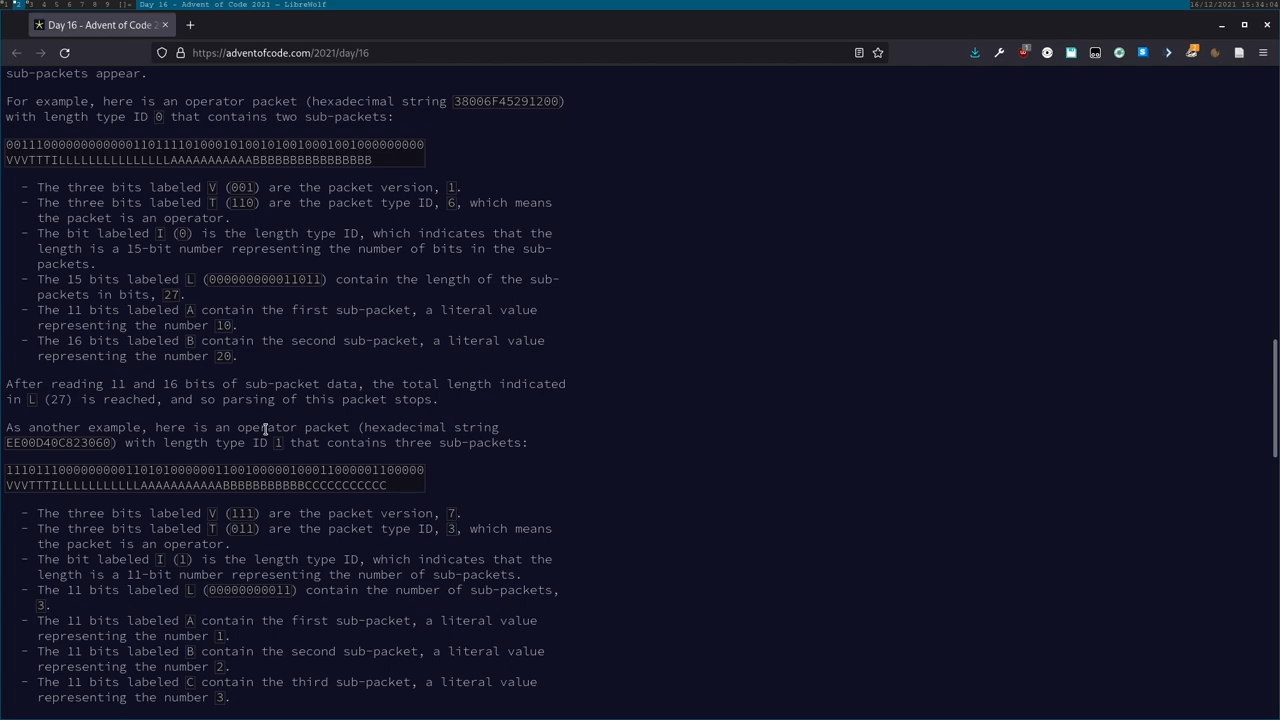 1 2 3 4 5 6 7 8 9 []= Day 16 - Advent of Code 2021 — LibreWolf 16/12/2021 15:34:04
Day 16 - Advent of Code 2
https://adventofcode.com/2021/day/16
sub-packets appear.
For example, here is an operator packet (hexadecimal string 38006F45291200)
with length type ID 0 that contains two sub-packets:
00111000000000000110111101000101001010010001001000000000
VVVTTTILLLLLLLLLLLLLLLAAAAAAAAAAABBBBBBBBBBBBBBBB
- The three bits labeled V (001) are the packet version, 1.
- The three bits labeled T (110) are the packet type ID, 6, which means
the packet is an operator.
- The bit labeled I (0) is the length type ID, which indicates that the
length is a 15-bit number representing the number of bits in the sub-
packets.
- The 15 bits labeled L (000000000011011) contain the length of the sub-
packets in bits, 27.
- The 11 bits labeled A contain the first sub-packet, a literal value
representing the number 10.
- The 16 bits labeled B contain the second sub-packet, a literal value
representing the number 20.
After reading 11 and 16 bits of sub-packet data, the total length indicated
in L (27) is reached, and so parsing of this packet stops.
As another example, here is an operator packet (hexadecimal string
EE00D40C823060) with length type ID 1 that contains three sub-packets:
11101110000000001101010000001100100000100011000001100000
VVVTTTILLLLLLLLLLLAAAAAAAAAAABBBBBBBBBBBCCCCCCCCCCC
- The three bits labeled V (111) are the packet version, 7.
- The three bits labeled T (011) are the packet type ID, 3, which means
the packet is an operator.
- The bit labeled I (1) is the length type ID, which indicates that the
length is a 11-bit number representing the number of sub-packets.
- The 11 bits labeled L (00000000011) contain the number of sub-packets,
3.
- The 11 bits labeled A contain the first sub-packet, a literal value
representing the number 1.
- The 11 bits labeled B contain the second sub-packet, a literal value
representing the number 2.
- The 11 bits labeled C contain the third sub-packet, a literal value
representing the number 3.